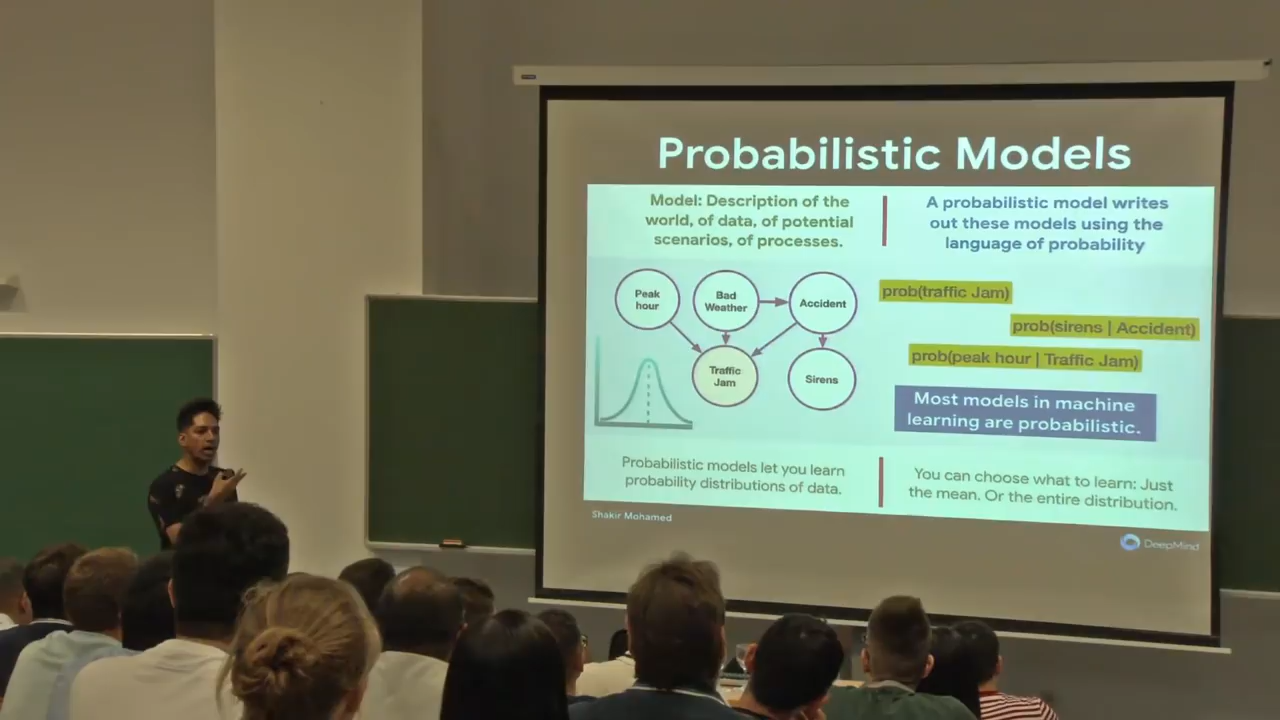 Probabilistic Models
Model: Description of the
world, of data, of potential
scenarios, of processes.
A probabilistic model writes
out these models using the
language of probability
Peak
hour
Bad
Weather
Accident
Traffic
Jam
Sirens
prob(traffic Jam)
prob(sirens | Accident)
prob(peak hour | Traffic Jam)
Most models in machine
learning are probabilistic.
Probabilistic models let you learn
probability distributions of data.
You can choose what to learn: Just
the mean. Or the entire distribution.
Shakir Mohamed
DeepMind